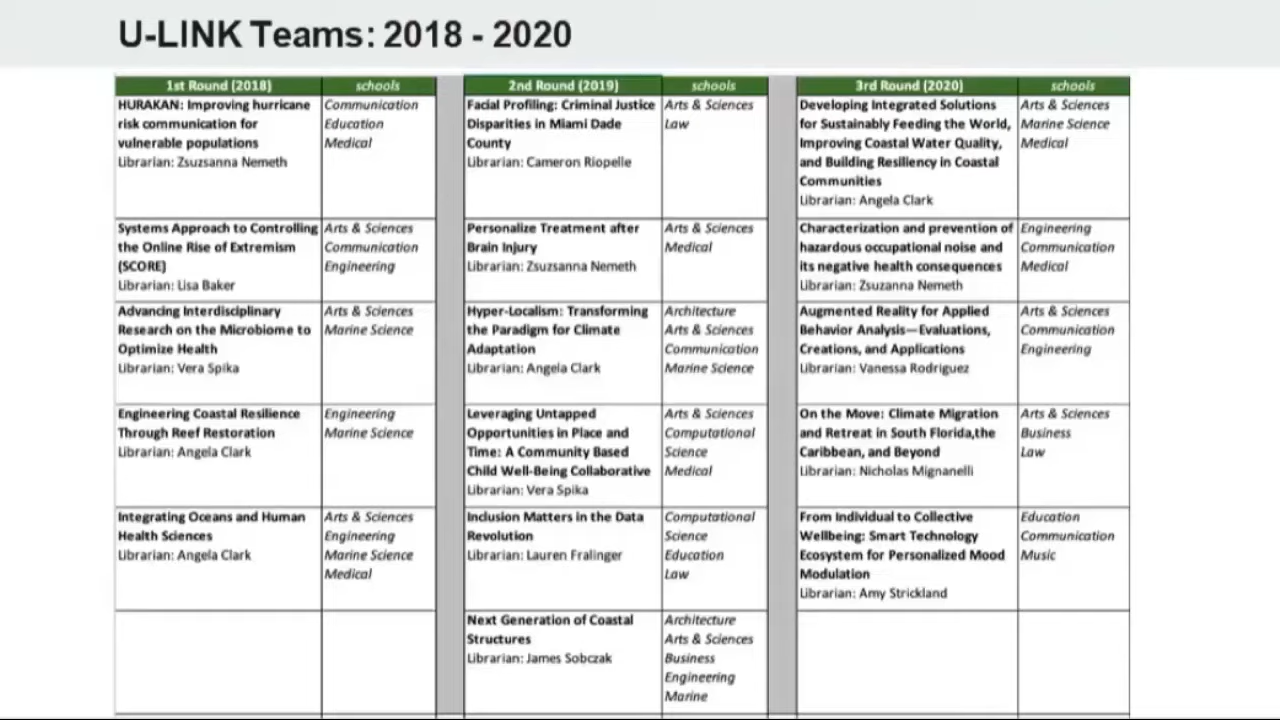 U-LINK Teams: 2018 - 2020
1st Round (2018)
schools
HURAKAN: Improving hurricane
risk communication for
vulnerable populations
Librarian: Zsuzsanna Nemeth
Communication
Education
Medical
Systems Approach to Controlling
the Online Rise of Extremism
(SCORE)
Librarian: Lisa Baker
Arts & Sciences
Communication
Engineering
Advancing Interdisciplinary
Research on the Microbiome to
Optimize Health
Librarian: Vera Spika
Arts & Sciences
Marine Science
Engineering Coastal Resilience
Through Reef Restoration
Librarian: Angela Clark
Engineering
Marine Science
Integrating Oceans and Human
Health Sciences
Librarian: Angela Clark
Arts & Sciences
Engineering
Marine Science
Medical
2nd Round (2019)
schools
Facial Profiling: Criminal Justice
Disparities in Miami Dade
County
Librarian: Cameron Riopelle
Arts & Sciences
Law
Personalize Treatment after
Brain Injury
Librarian: Zsuzsanna Nemeth
Arts & Sciences
Medical
Hyper-Localism: Transforming
the Paradigm for Climate
Adaptation
Librarian: Angela Clark
Architecture
Arts & Sciences
Communication
Marine Science
Leveraging Untapped
Opportunities in Place and
Time: A Community Based
Child Well-Being Collaborative
Librarian: Vera Spika
Arts & Sciences
Computational
Science
Medical
Inclusion Matters in the Data
Revolution
Librarian: Lauren Fralinger
Computational
Science
Education
Law
Next Generation of Coastal
Structures
Librarian: James Sobczak
Architecture
Arts & Sciences
Business
Engineering
Marine
3rd Round (2020)
schools
Developing Integrated Solutions
for Sustainably Feeding the World,
Improving Coastal Water Quality,
and Building Resiliency in Coastal
Communities
Librarian: Angela Clark
Arts & Sciences
Marine Science
Medical
Characterization and prevention of
hazardous occupational noise and
its negative health consequences
Librarian: Zsuzanna Nemeth
Engineering
Communication
Medical
Augmented Reality for Applied
Behavior Analysis—Evaluations,
Creations, and Applications
Librarian: Vanessa Rodriguez
Arts & Sciences
Communication
Engineering
On the Move: Climate Migration
and Retreat in South Florida,the
Caribbean, and Beyond
Librarian: Nicholas Mignanelli
Arts & Sciences
Business
Law
From Individual to Collective
Wellbeing: Smart Technology
Ecosystem for Personalized Mood
Modulation
Librarian: Amy Strickland
Education
Communication
Music